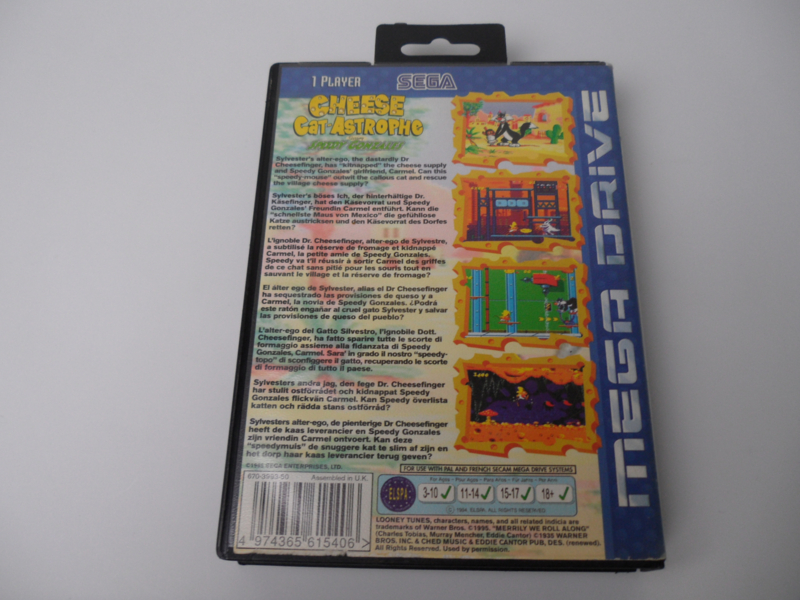 1 PLAYER
SEGA
CHEESE
CAT-ASTROPHE
SPEEDY GONZALES
Sylvester's alter-ego, the dastardly Dr
Cheesefinger, has "kitnapped" the cheese supply
and Speedy Gonzales' girlfriend, Carmel. Can this
"speedy-mouse" outwit the callous cat and rescue
the village cheese supply?
Sylvester's böses Ich, der hinterhältige Dr.
Käsefinger, hat den Käsevorrat und Speedy
Gonzales' Freundin Carmel entführt. Kann die
"schnellste Maus von Mexico" die gefühllose
Katze austricksen und den Käsevorrat des Dorfes
retten?
L'ignoble Dr. Cheesefinger, alter-ego de Sylvestre,
a subtilisé la réserve de fromage et kidnappé
Carmel, la petite amie de Speedy Gonzales.
Speedy va t'il réussir à sortir Carmel des griffes
de ce chat sans pitié pour les souris tout en
sauvant le village et la réserve de fromage?
El álter ego de Sylvester, alias el Dr Cheesefinger
ha sequestrado las provisiones de queso y a
Carmel, la novia de Speedy Gonzales. ¿Podrá
este ratón engañar al cruel gato Sylvester y salvar
las provisiones de queso del pueblo?
L'alter-ego del Gatto Silvestro, l'ignobile Dott.
Cheesefinger, ha fatto sparire tutte le scorte di
formaggio assieme alla fidanzata di Speedy
Gonzales, Carmel. Sara' in grado il nostro "speedy-
topo" di sconfiggere il gatto, recuperando le scorte
di formaggio di tutto il paese.
Sylvesters andra jag, den fege Dr. Cheesefinger
har stullt ostförrådet och kidnappat Speedy
Gonzales flickvän Carmel. Kan Speedy överlista
katten och rädda stans ostförråd?
Sylvesters alter-ego, de pienterige Dr. Cheesefinger
heeft de kaas leverancier en Speedy Gonzales
zijn vriendin Carmel ontvoert. Kan deze
"speedymuis" de snuggere kat te slim af zijn en
het dorp haar kaas leverancier terug geven?
©1995 SEGA ENTERPRISES, LTD.
670-3993-50
Assembled in U.K.
4 974365 615406 >
FOR USE WITH PAL AND FRENCH SECAM MEGA DRIVE SYSTEMS
ELSPA
3-10 ✓ 11-14 ✓ 15-17 ✓ 18+ ✓
© 1994, ELSPA, ALL RIGHTS RESERVED
LOONEY TUNES, characters, names, and all related indicia are
trademarks of Warner Bros. ©1995. "MERRILY WE ROLL ALONG"
(Charles Tobias, Murray Mencher, Eddie Cantor) ©1935 WARNER
BROS. INC. & CHED MUSIC & EDDIE CANTOR PUB, DES. (renewed).
All Rights Reserved. Used by permission.
MEGA DRIVE